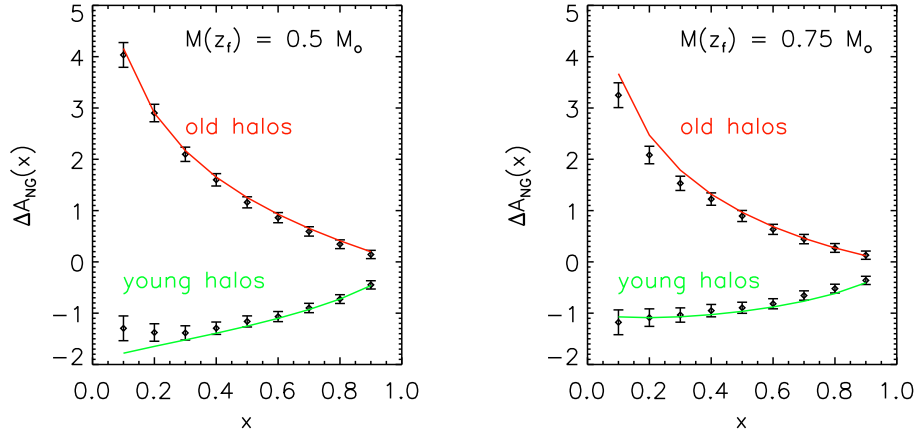 M(z_f) = 0.5 M_o
ΔA_NG(x)
5
4
3
2
1
0
−1
−2
old halos
young halos
0.0 0.2 0.4 0.6 0.8 1.0
x
M(z_f) = 0.75 M_o
ΔA_NG(x)
5
4
3
2
1
0
−1
−2
old halos
young halos
0.0 0.2 0.4 0.6 0.8 1.0
x